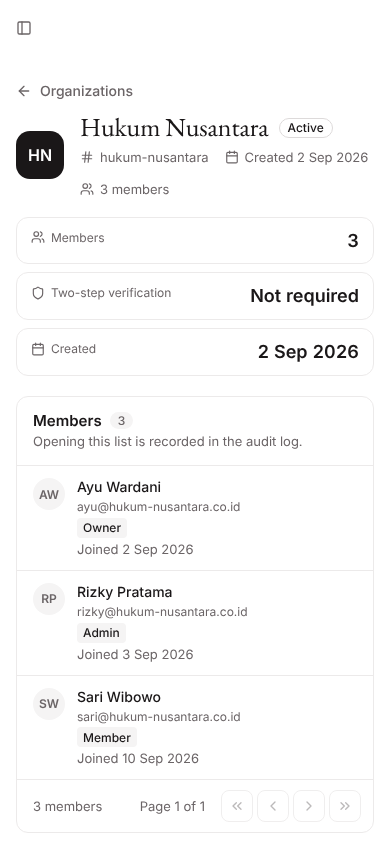 Organizations
HN
Hukum Nusantara Active
# hukum-nusantara Created 2 Sep 2026
3 members
Members 3
Two-step verification Not required
Created 2 Sep 2026
Members 3
Opening this list is recorded in the audit log.
AW
Ayu Wardani
ayu@hukum-nusantara.co.id
Owner
Joined 2 Sep 2026
RP
Rizky Pratama
rizky@hukum-nusantara.co.id
Admin
Joined 3 Sep 2026
SW
Sari Wibowo
sari@hukum-nusantara.co.id
Member
Joined 10 Sep 2026
3 members Page 1 of 1